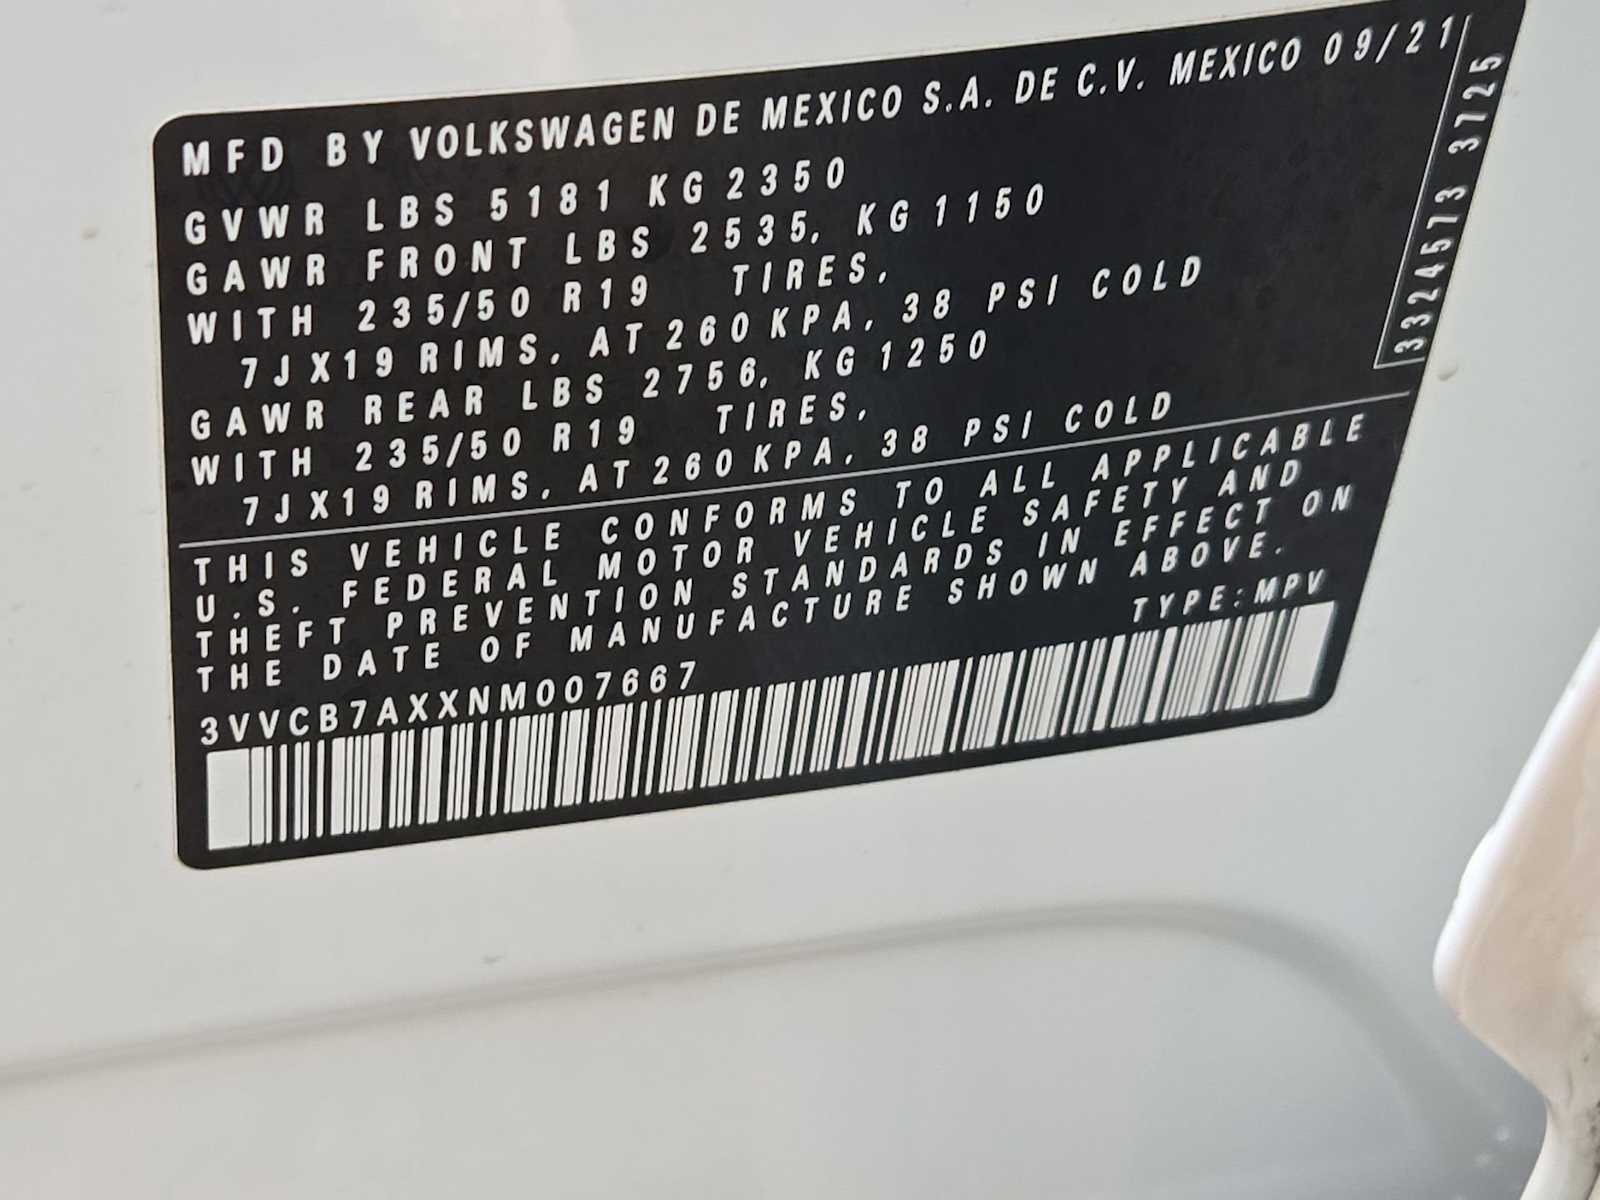 MFD BY VOLKSWAGEN DE MEXICO S.A. DE C.V. MEXICO 09/21
GVWR LBS 5181 KG 2350
GAWR FRONT LBS 2535, KG 1150
WITH 235/50 R19 TIRES,
7JX19 RIMS, AT 260 KPA, 38 PSI COLD
GAWR REAR LBS 2756, KG 1250
WITH 235/50 R19 TIRES,
7JX19 RIMS, AT 260 KPA, 38 PSI COLD
3324573 3725
THIS VEHICLE CONFORMS TO ALL APPLICABLE
U.S. FEDERAL MOTOR VEHICLE SAFETY AND
THEFT PREVENTION STANDARDS IN EFFECT ON
THE DATE OF MANUFACTURE SHOWN ABOVE.
TYPE:MPV
3VVCB7AXXNM007667